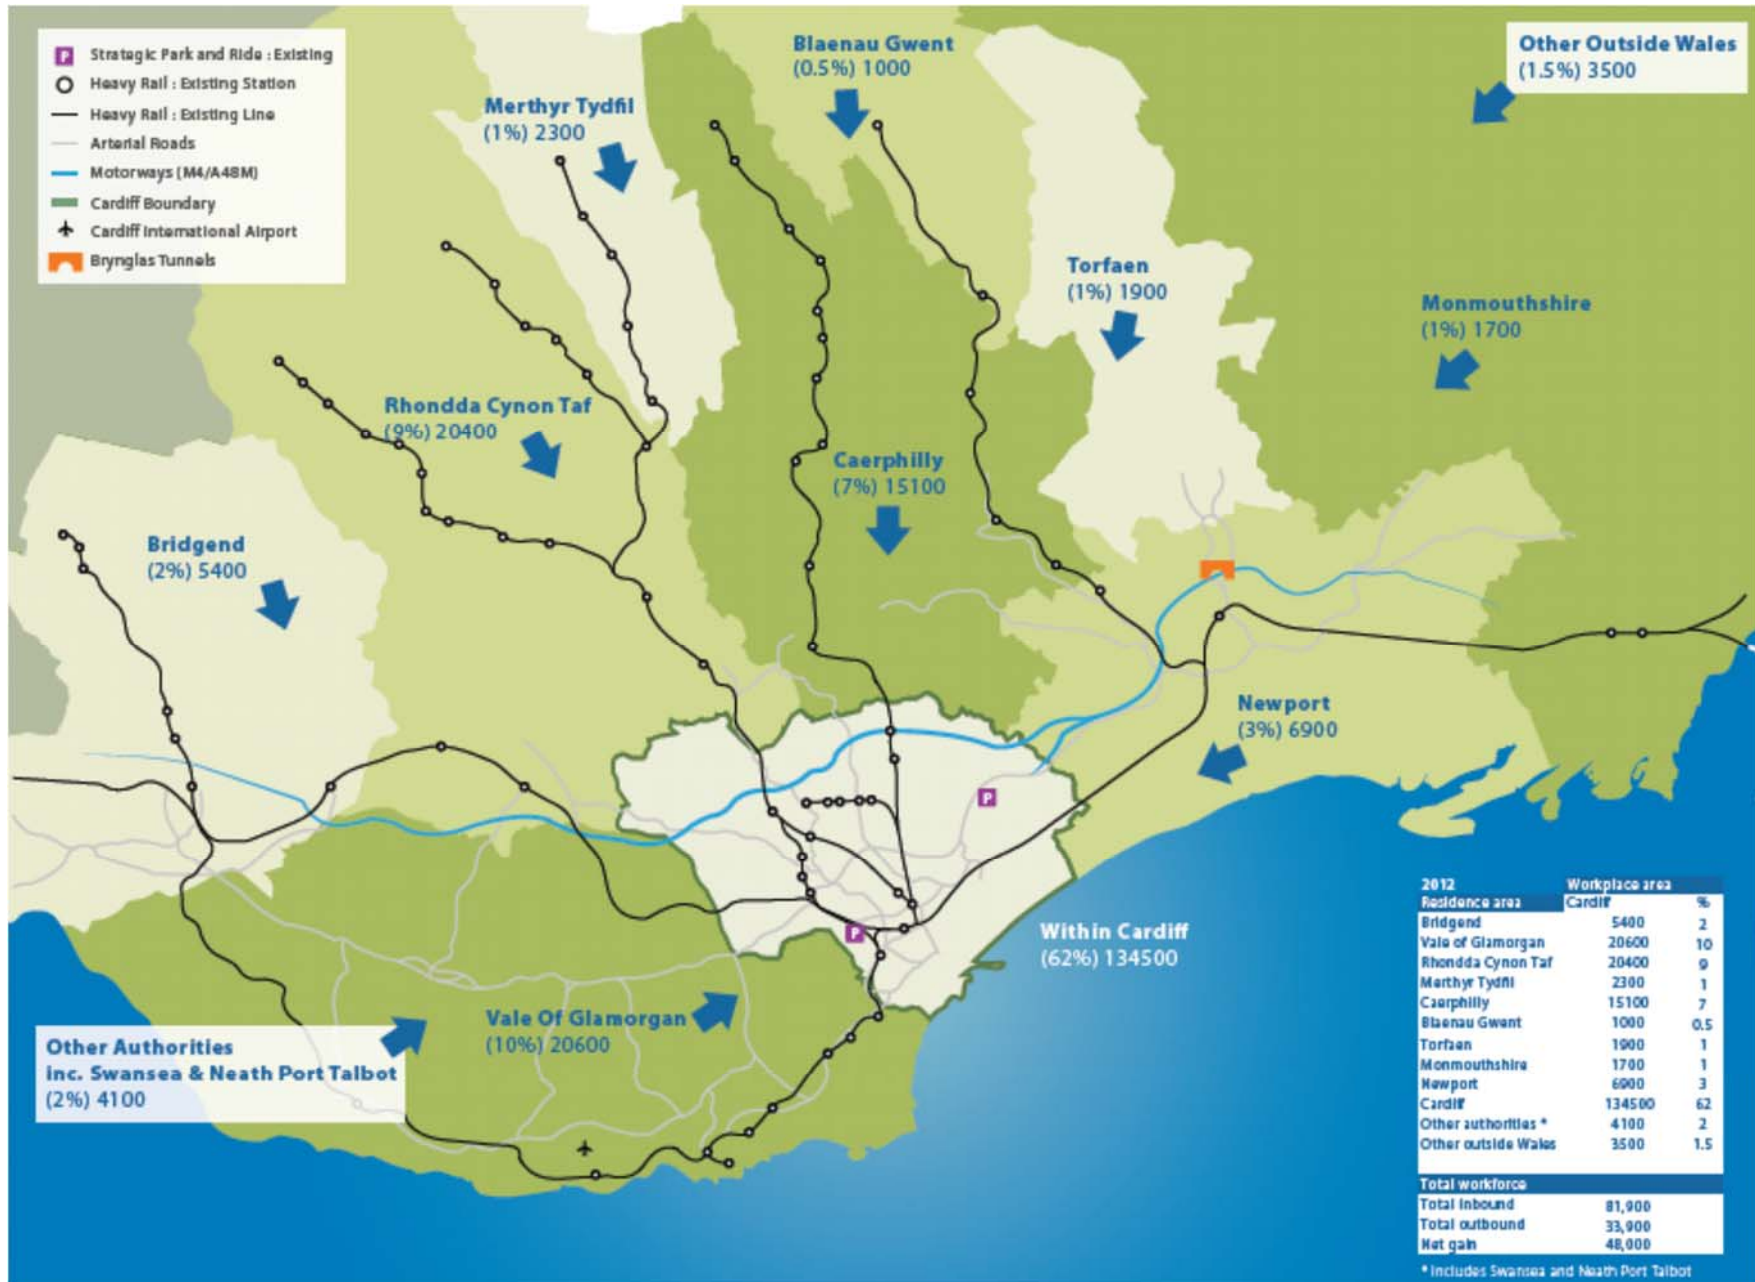 Strategic Park and Ride : Existing
Heavy Rail : Existing Station
Heavy Rail : Existing Line
Arterial Roads
Motorways (M4/A48M)
Cardiff Boundary
Cardiff International Airport
Brynglas Tunnels
Blaenau Gwent
(0.5%) 1000
Other Outside Wales
(1.5%) 3500
Merthyr Tydfil
(1%) 2300
Torfaen
(1%) 1900
Monmouthshire
(1%) 1700
Rhondda Cynon Taf
(9%) 20400
Caerphilly
(7%) 15100
Bridgend
(2%) 5400
Newport
(3%) 6900
P
P
Within Cardiff
(62%) 134500
Vale Of Glamorgan
(10%) 20600
Other Authorities
inc. Swansea & Neath Port Talbot
(2%) 4100
2012 Workplace area
Residence area Cardiff %
Bridgend 5400 2
Vale of Glamorgan 20600 10
Rhondda Cynon Taf 20400 9
Merthyr Tydfil 2300 1
Caerphilly 15100 7
Blaenau Gwent 1000 0.5
Torfaen 1900 1
Monmouthshire 1700 1
Newport 6900 3
Cardiff 134500 62
Other authorities * 4100 2
Other outside Wales 3500 1.5
Total workforce
Total inbound 81,900
Total outbound 33,900
Net gain 48,000
* Includes Swansea and Neath Port Talbot